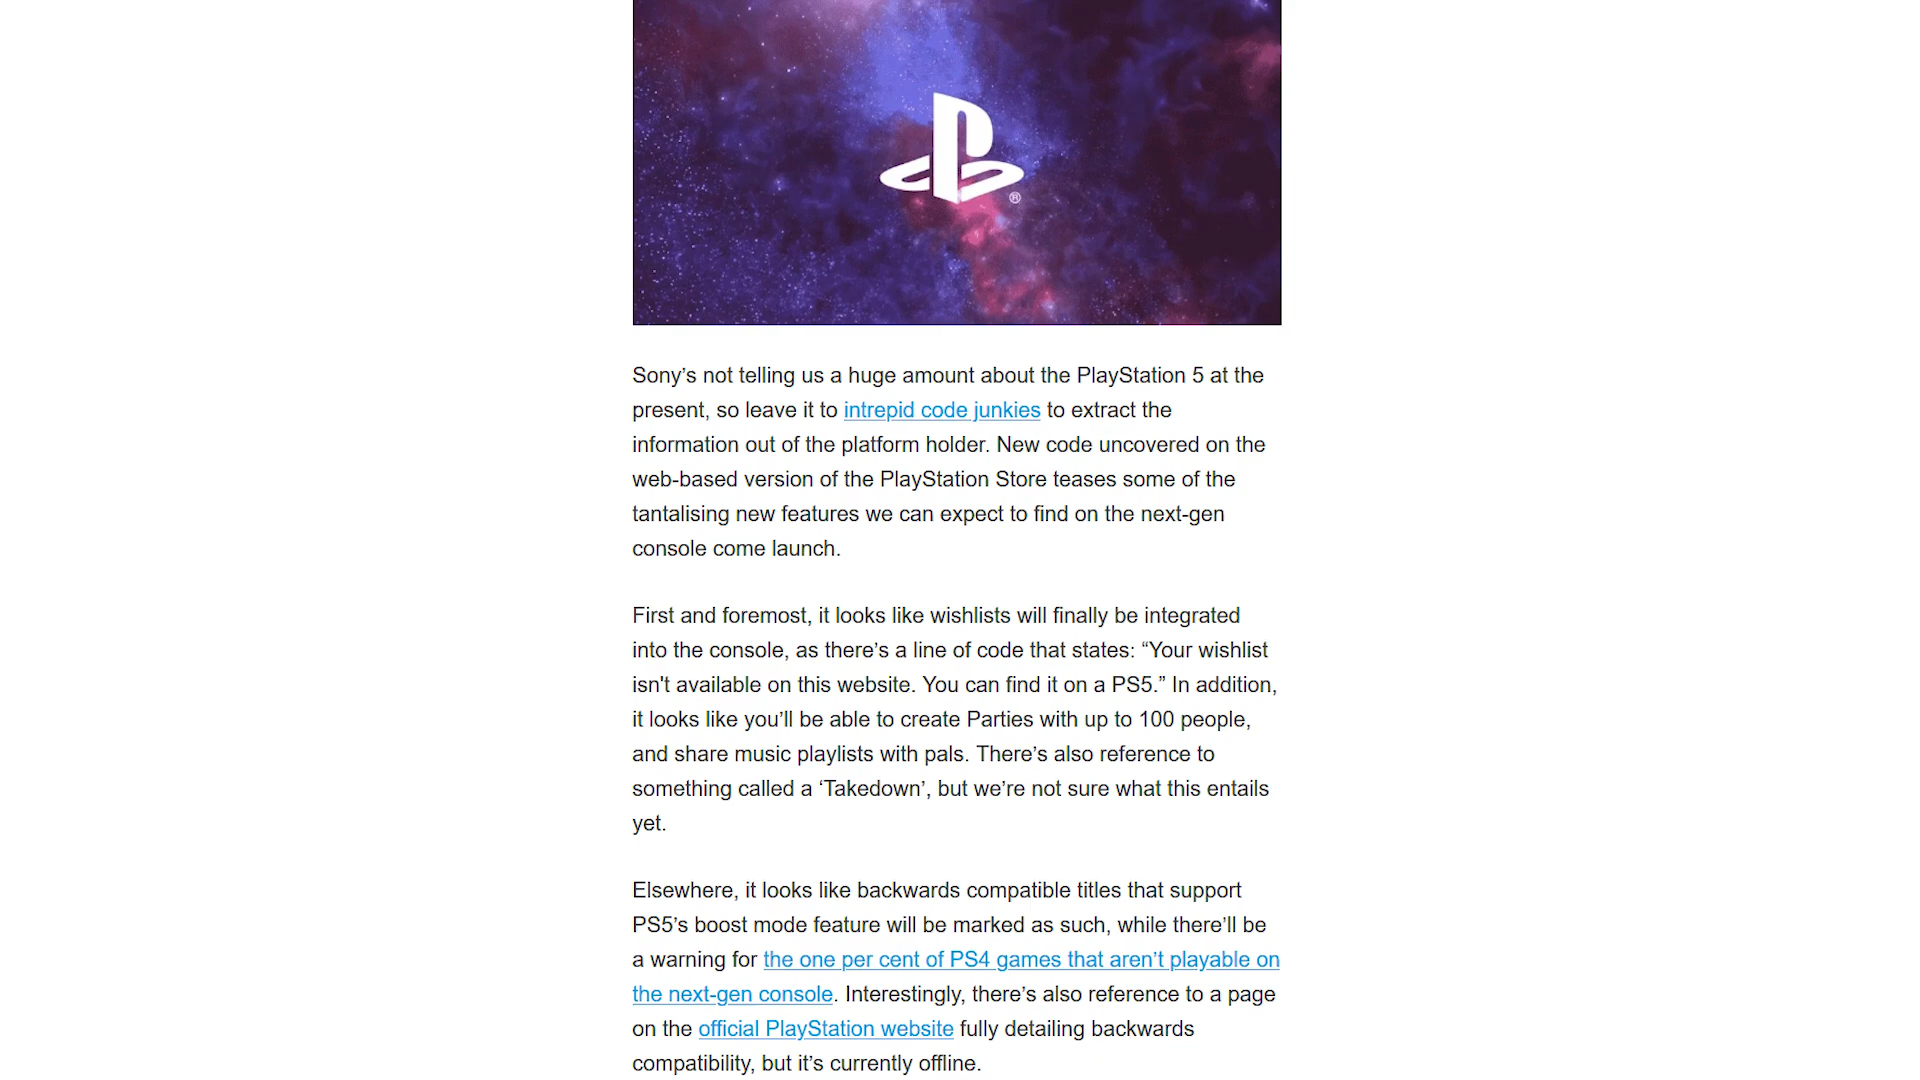 ®
Sony’s not telling us a huge amount about the PlayStation 5 at the
present, so leave it to intrepid code junkies to extract the
information out of the platform holder. New code uncovered on the
web-based version of the PlayStation Store teases some of the
tantalising new features we can expect to find on the next-gen
console come launch.
First and foremost, it looks like wishlists will finally be integrated
into the console, as there’s a line of code that states: “Your wishlist
isn't available on this website. You can find it on a PS5.” In addition,
it looks like you’ll be able to create Parties with up to 100 people,
and share music playlists with pals. There’s also reference to
something called a ‘Takedown’, but we’re not sure what this entails
yet.
Elsewhere, it looks like backwards compatible titles that support
PS5’s boost mode feature will be marked as such, while there’ll be
a warning for the one per cent of PS4 games that aren’t playable on
the next-gen console. Interestingly, there’s also reference to a page
on the official PlayStation website fully detailing backwards
compatibility, but it’s currently offline.